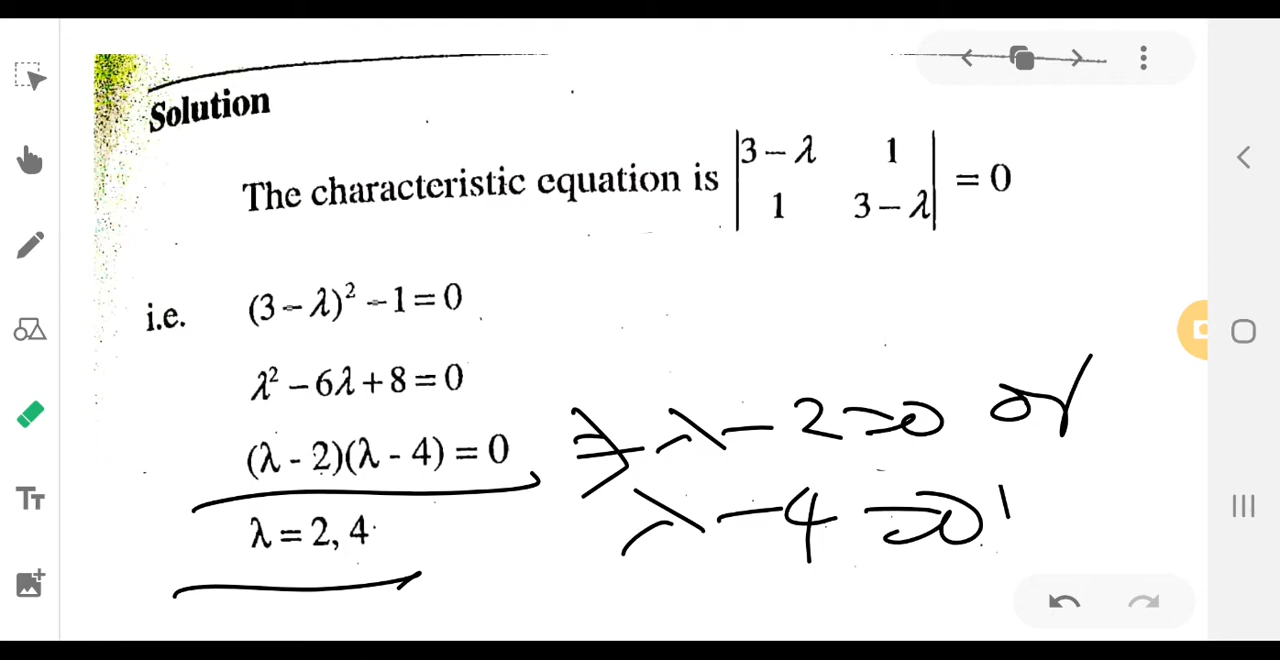 Solution
The characteristic equation is |3 − λ  1|
|1  3 − λ| = 0
i.e. (3 − λ)² − 1 = 0
λ² − 6λ + 8 = 0
(λ - 2)(λ - 4) = 0 ⇒ λ − 2 = 0 or
λ − 4 = 0
λ = 2, 4
TT